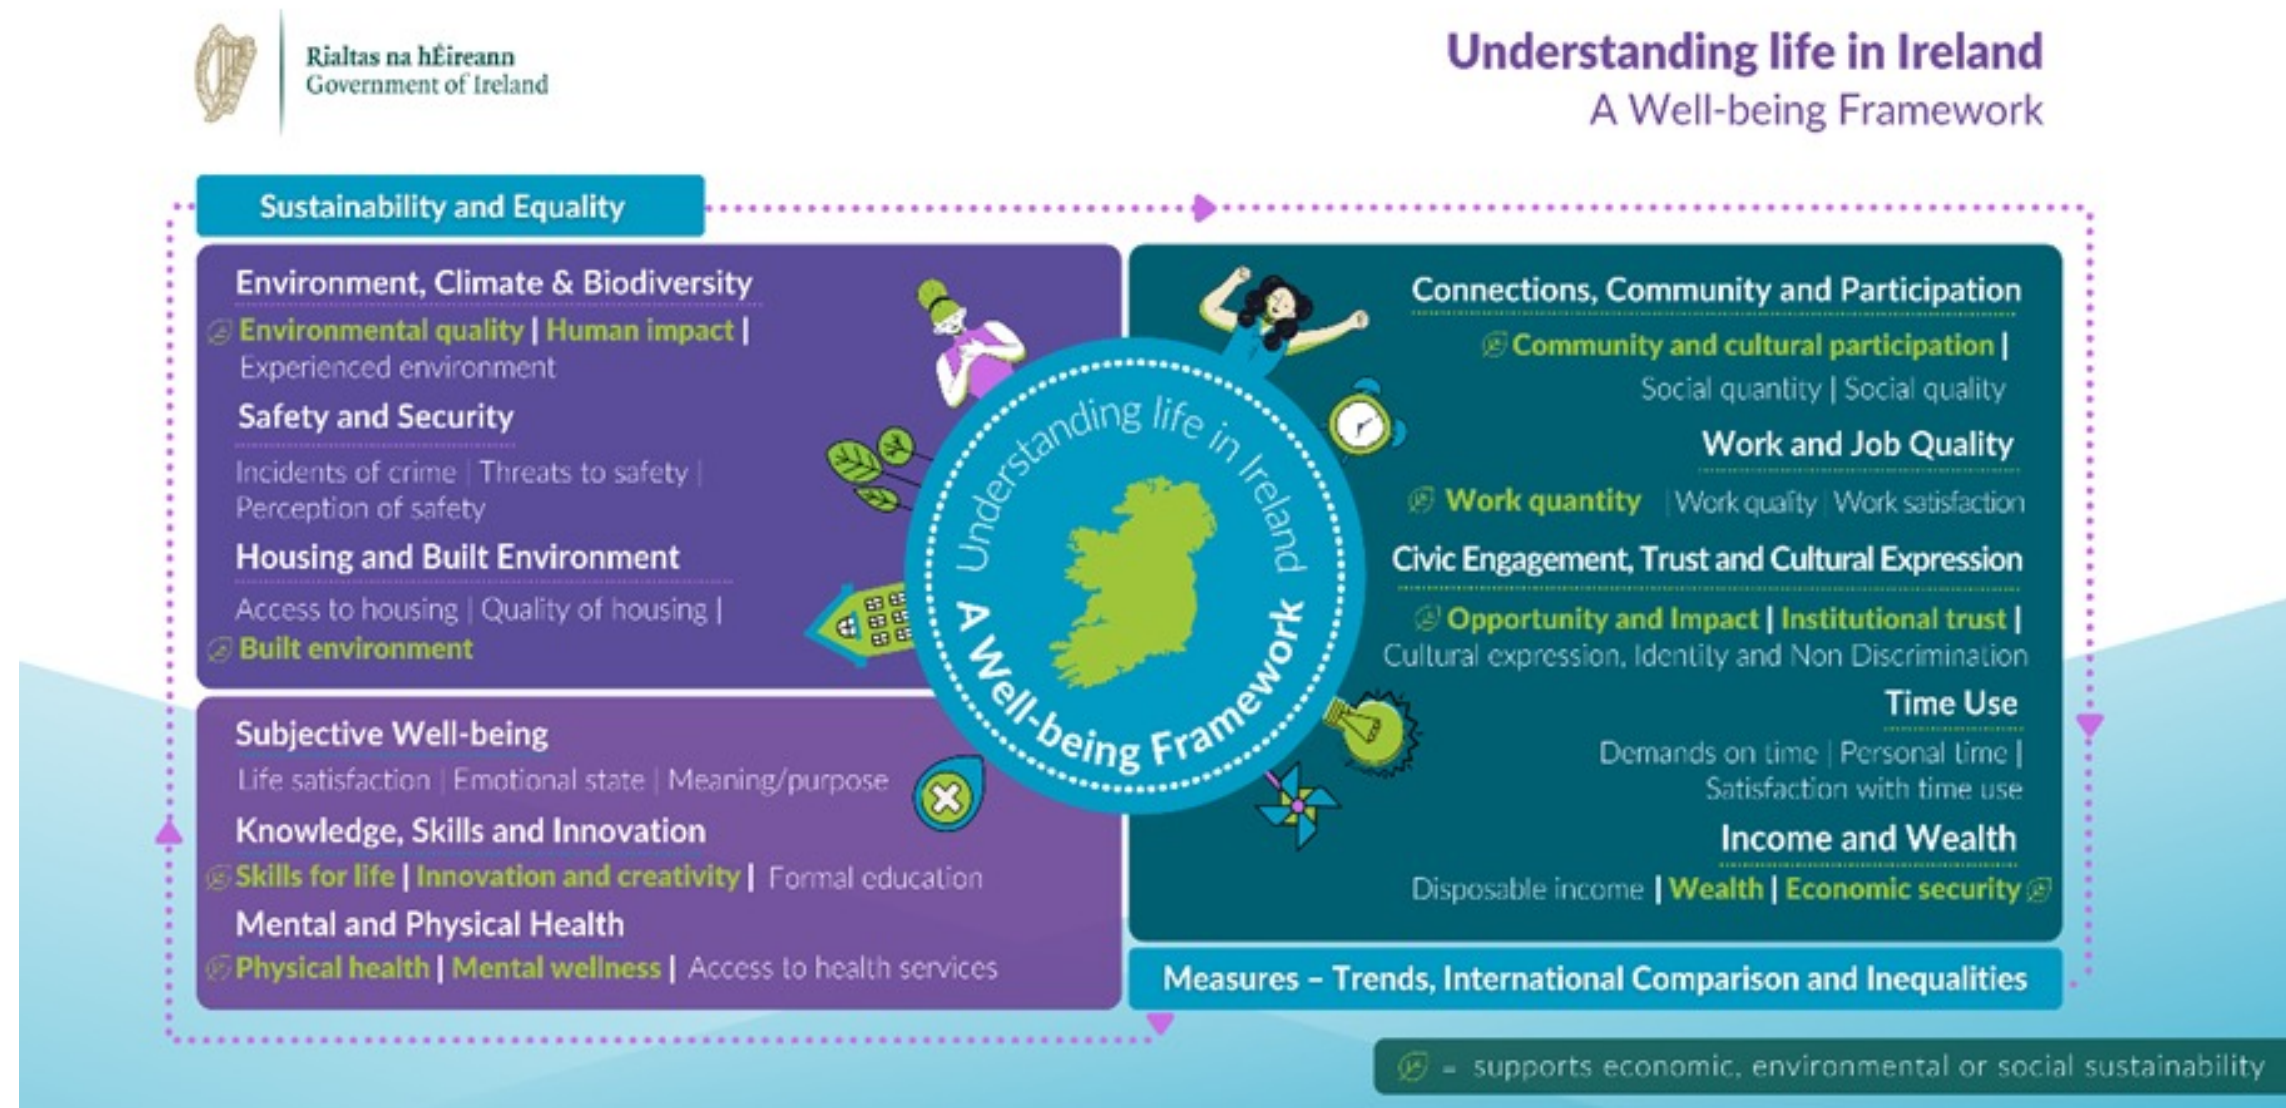 Rialtas na hÉireann
Government of Ireland
Understanding life in Ireland
A Well-being Framework
Sustainability and Equality
Environment, Climate & Biodiversity
Environmental quality | Human impact |
Experienced environment
Safety and Security
Incidents of crime | Threats to safety |
Perception of safety
Housing and Built Environment
Access to housing | Quality of housing |
Built environment
Subjective Well-being
Life satisfaction | Emotional state | Meaning/purpose
Knowledge, Skills and Innovation
Skills for life | Innovation and creativity | Formal education
Mental and Physical Health
Physical health | Mental wellness | Access to health services
Understanding life in Ireland
A Well-being Framework
Connections, Community and Participation
Community and cultural participation |
Social quantity | Social quality
Work and Job Quality
Work quantity | Work quality | Work satisfaction
Civic Engagement, Trust and Cultural Expression
Opportunity and Impact | Institutional trust |
Cultural expression, Identity and Non Discrimination
Time Use
Demands on time | Personal time |
Satisfaction with time use
Income and Wealth
Disposable income | Wealth | Economic security
Measures – Trends, International Comparison and Inequalities
= supports economic, environmental or social sustainability